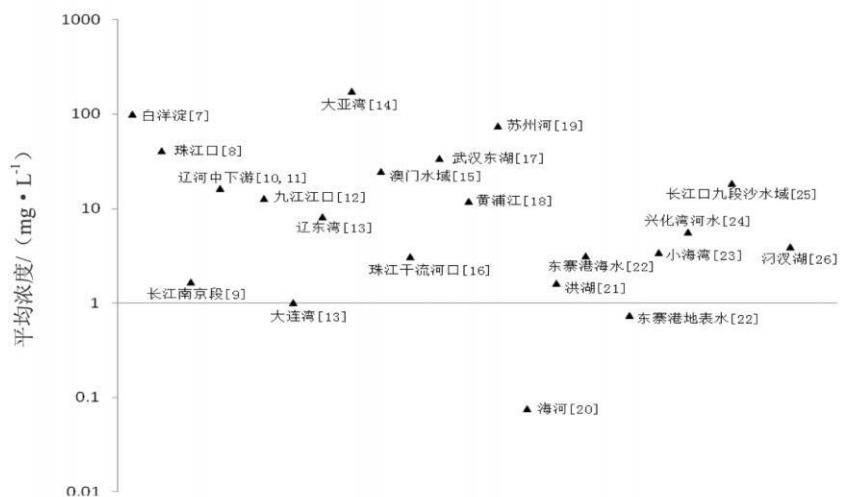 1000
大亚湾[14]
100
白洋淀[7]
苏州河[19]
珠江口[8]
武汉东湖[17]
辽河中下游[10, 11]
澳门水域[15]
长江口九段沙水域[25]
九江江口[12]
黄浦江[18]
10
辽东湾[13]
兴化湾河水[24]
珠江干流河口[16]
东寨港海水[22]
小海湾[23]
汈汊湖[26]
长江南京段[9]
洪湖[21]
1
大连湾[13]
东寨港地表水[22]
0.1
海河[20]
0.01
平均浓度/（mg·L-1）